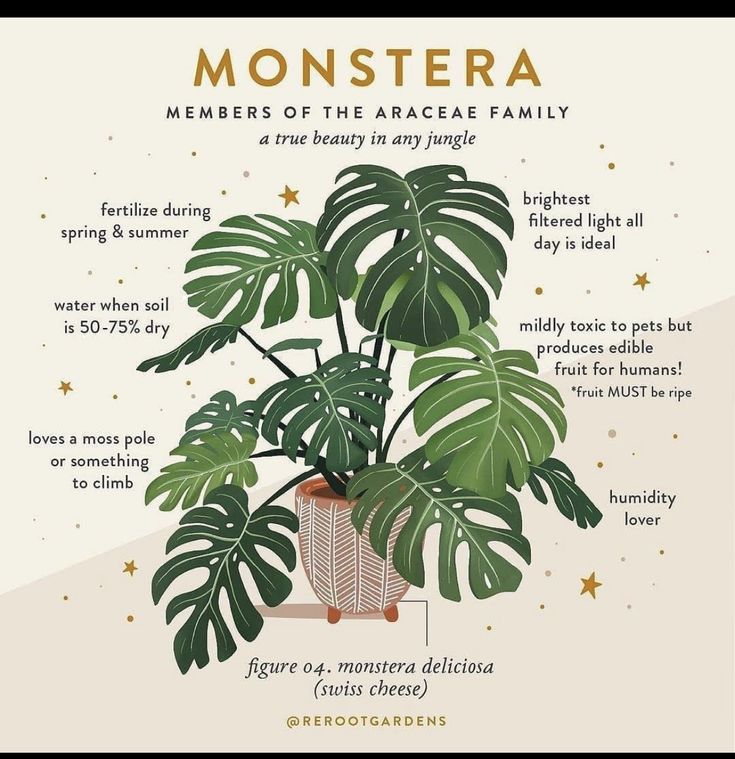 MONSTERA
MEMBERS OF THE ARACEAE FAMILY
a true beauty in any jungle
fertilize during
spring & summer
brightest
filtered light all
day is ideal
water when soil
is 50-75% dry
mildly toxic to pets but
produces edible
fruit for humans!
*fruit MUST be ripe
loves a moss pole
or something
to climb
humidity
lover
figure 04. monstera deliciosa
(swiss cheese)
@REROOTGARDENS